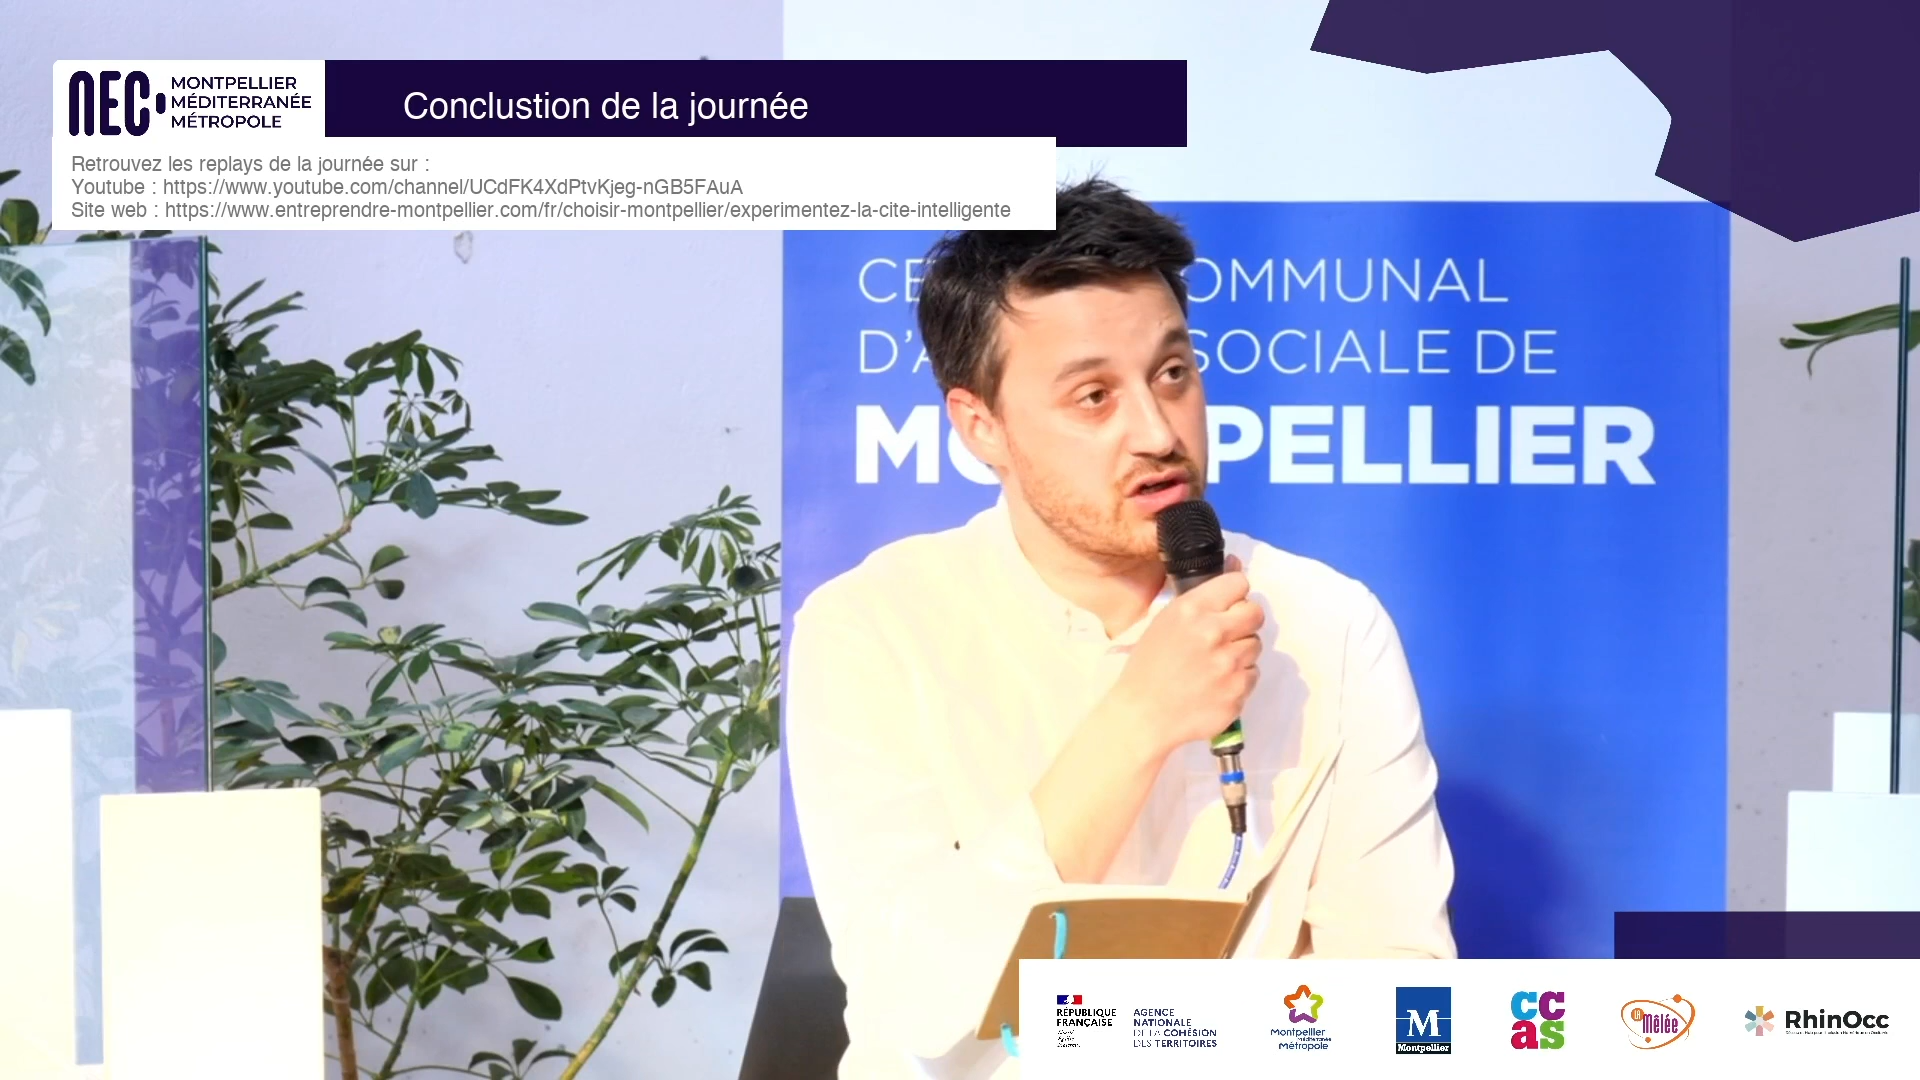 NEC
MONTPELLIER
MÉDITERRANÉE
MÉTROPOLE
Conclustion de la journée
Retrouvez les replays de la journée sur :
Youtube : https://www.youtube.com/channel/UCdFK4XdPtvKjeg-nGB5FAuA
Site web : https://www.entreprendre-montpellier.com/fr/choisir-montpellier/experimentez-la-cite-intelligente
CE OMMUNAL
D'A SOCIALE DE
MO PELLIER
RÉPUBLIQUE
FRANÇAISE
AGENCE
NATIONALE
DE LA COHÉSION
DES TERRITOIRES
Montpellier
Méditerranée
Métropole
M
Montpellier
cc
as
la
Mêlée
RhinOcc